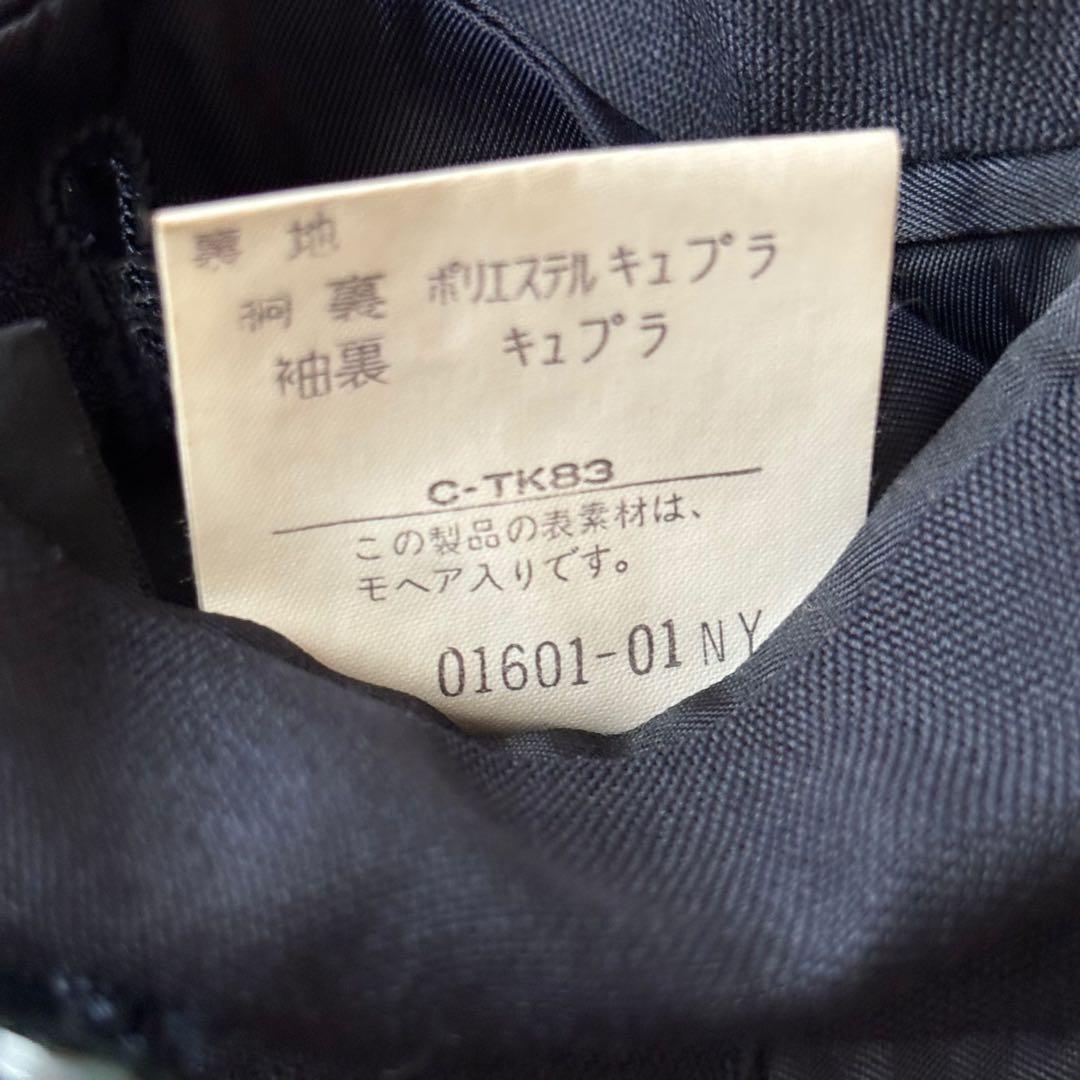 裏地
胴裏 ポリエステルキュプラ
袖裏 キュプラ
C-TK83
この製品の表素材は、
モヘア入りです。
01601-01 NY